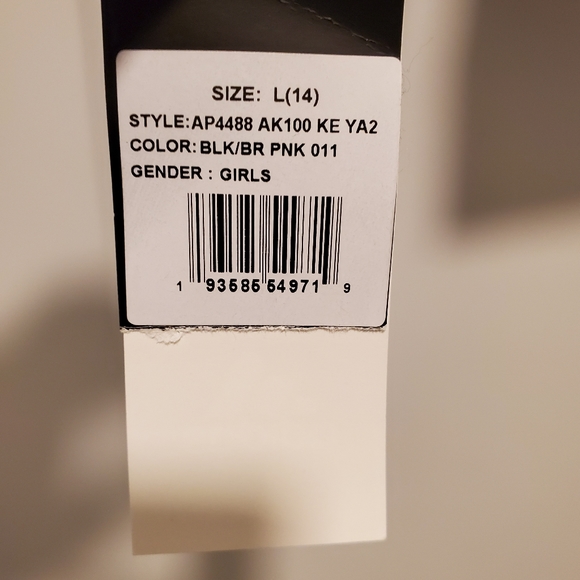 SIZE: L(14)
STYLE:AP4488 AK100 KE YA2
COLOR:BLK/BR PNK 011
GENDER : GIRLS
1 93585 54971 9